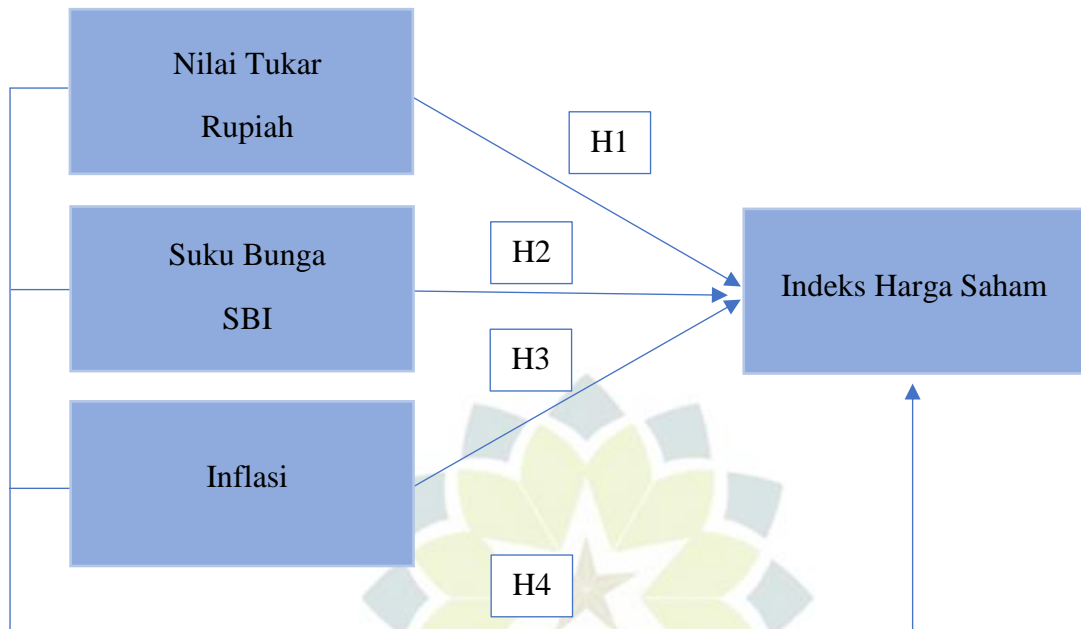 Nilai Tukar
Rupiah
H1
Suku Bunga
SBI
H2
Indeks Harga Saham
H3
Inflasi
H4